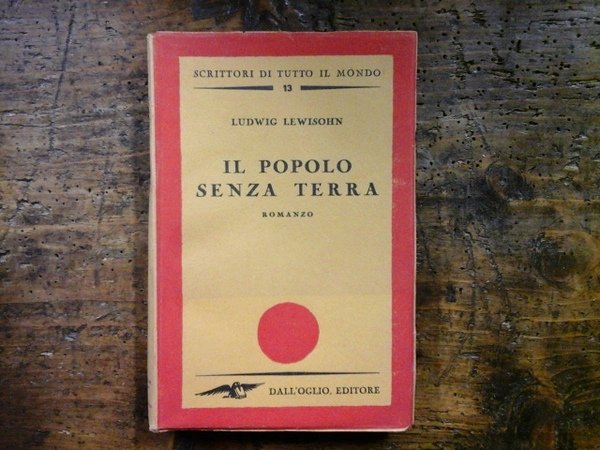 SCRITTORI DI TUTTO IL MONDO
13
LUDWIG LEWISOHN
IL POPOLO
SENZA TERRA
ROMANZO
DALL'OGLIO, EDITORE